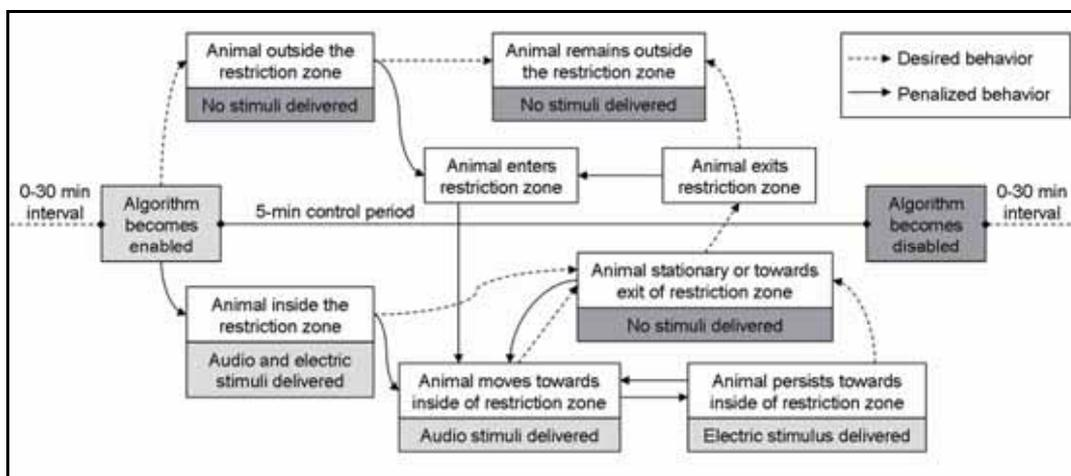 Animal outside the
restriction zone
No stimuli delivered
Animal remains outside
the restriction zone
No stimuli delivered
Desired behavior
Penalized behavior
Animal enters
restriction zone
Animal exits
restriction zone
0-30 min
interval
Algorithm
becomes
enabled
5-min control period
Algorithm
becomes
disabled
0-30 min
interval
Animal inside the
restriction zone
Audio and electric
stimuli delivered
Animal stationary or towards
exit of restriction zone
No stimuli delivered
Animal moves towards
inside of restriction zone
Audio stimuli delivered
Animal persists towards
inside of restriction zone
Electric stimulus delivered